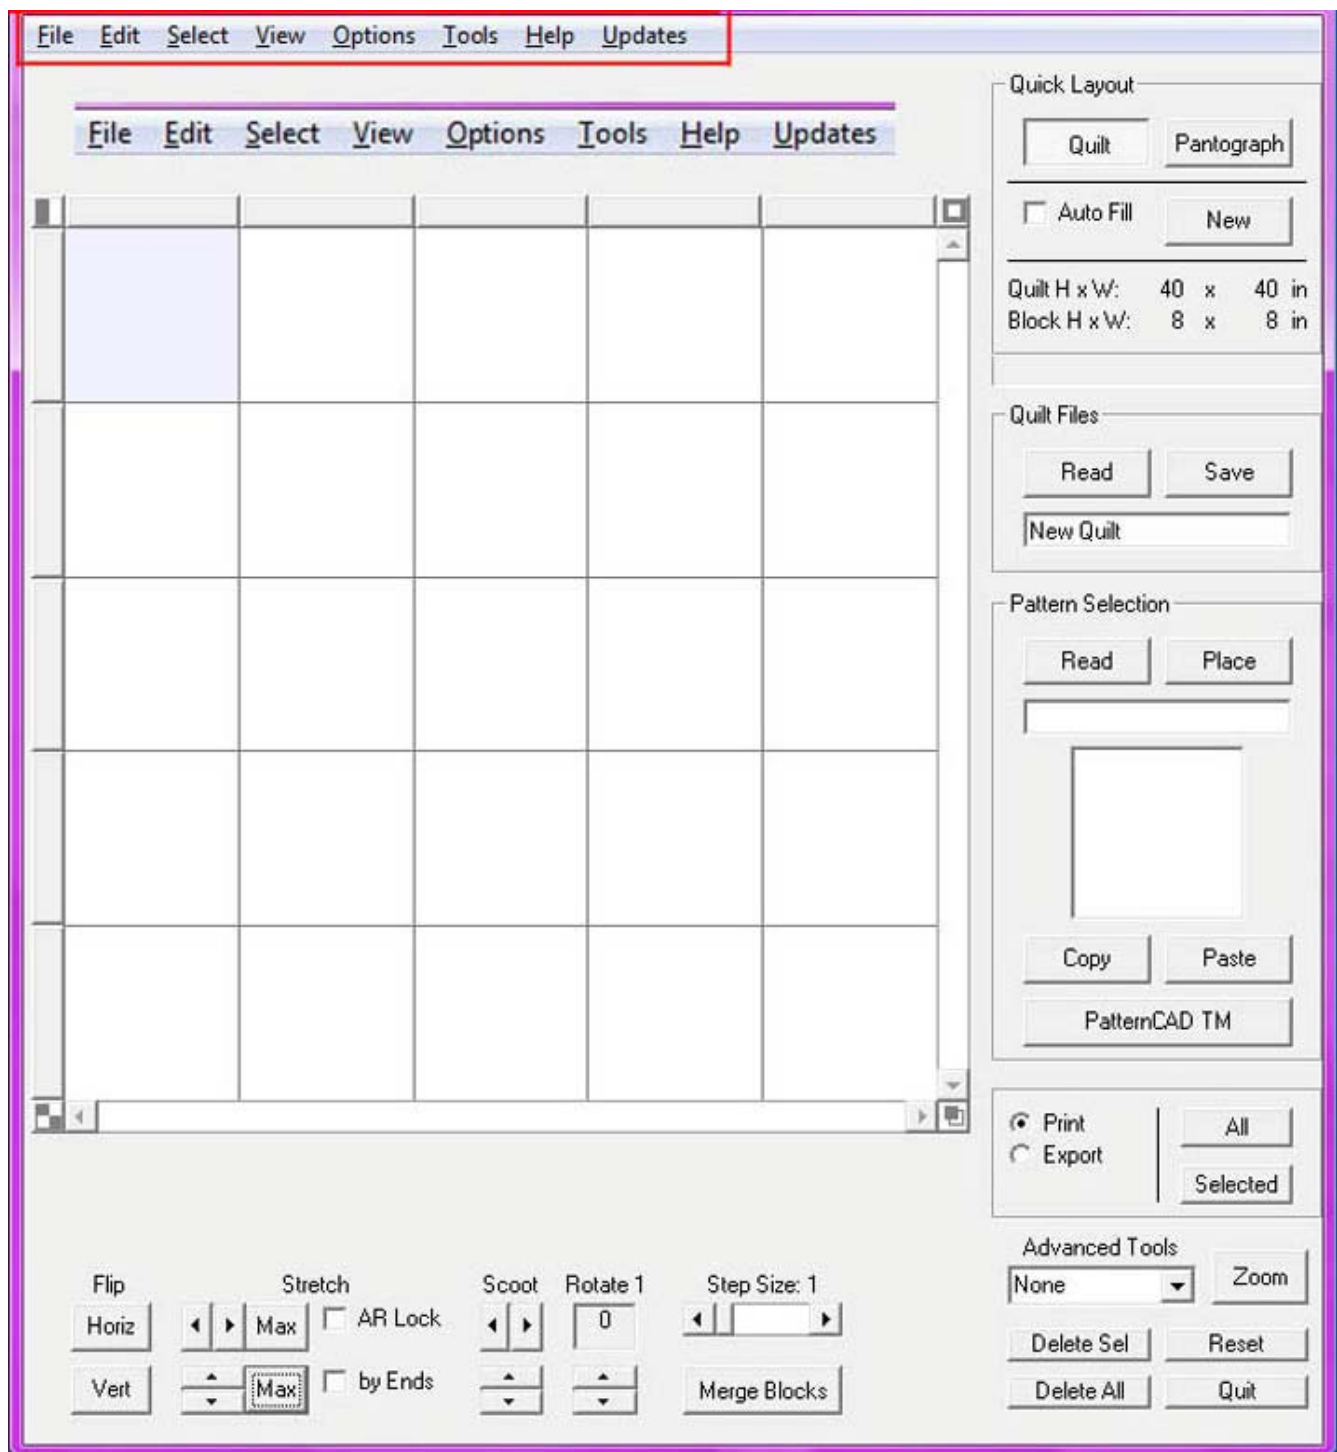 File Edit Select View Options Tools Help Updates
File Edit Select View Options Tools Help Updates
Quick Layout
Quilt Pantograph
Auto Fill New
Quilt H x W: 40 x 40 in
Block H x W: 8 x 8 in
Quilt Files
Read Save
New Quilt
Pattern Selection
Read Place
Copy Paste
PatternCAD TM
Print All
Export
Selected
Advanced Tools
None Zoom
Delete Sel Reset
Delete All Quit
Flip Stretch Scoot Rotate 1 Step Size: 1
Horiz Max AR Lock 0
Vert Max by Ends Merge Blocks